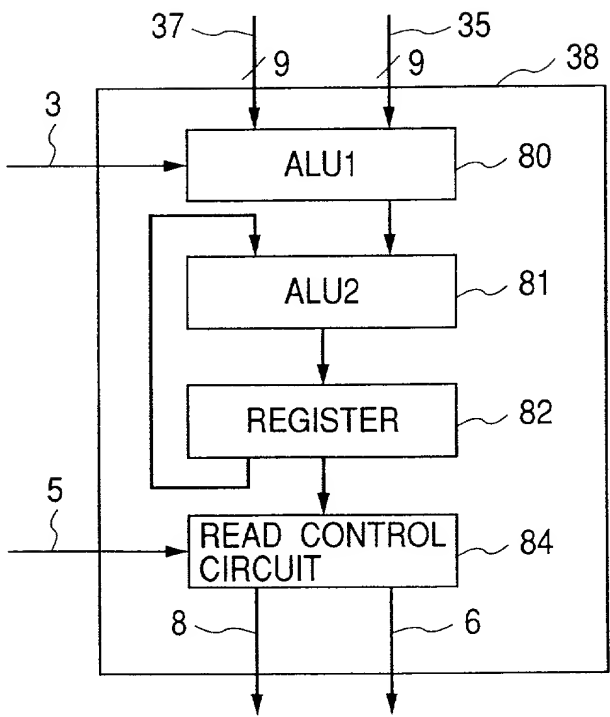 37
35
9
9
38
3
ALU1
80
ALU2
81
REGISTER
82
5
READ CONTROL
CIRCUIT
84
8
6